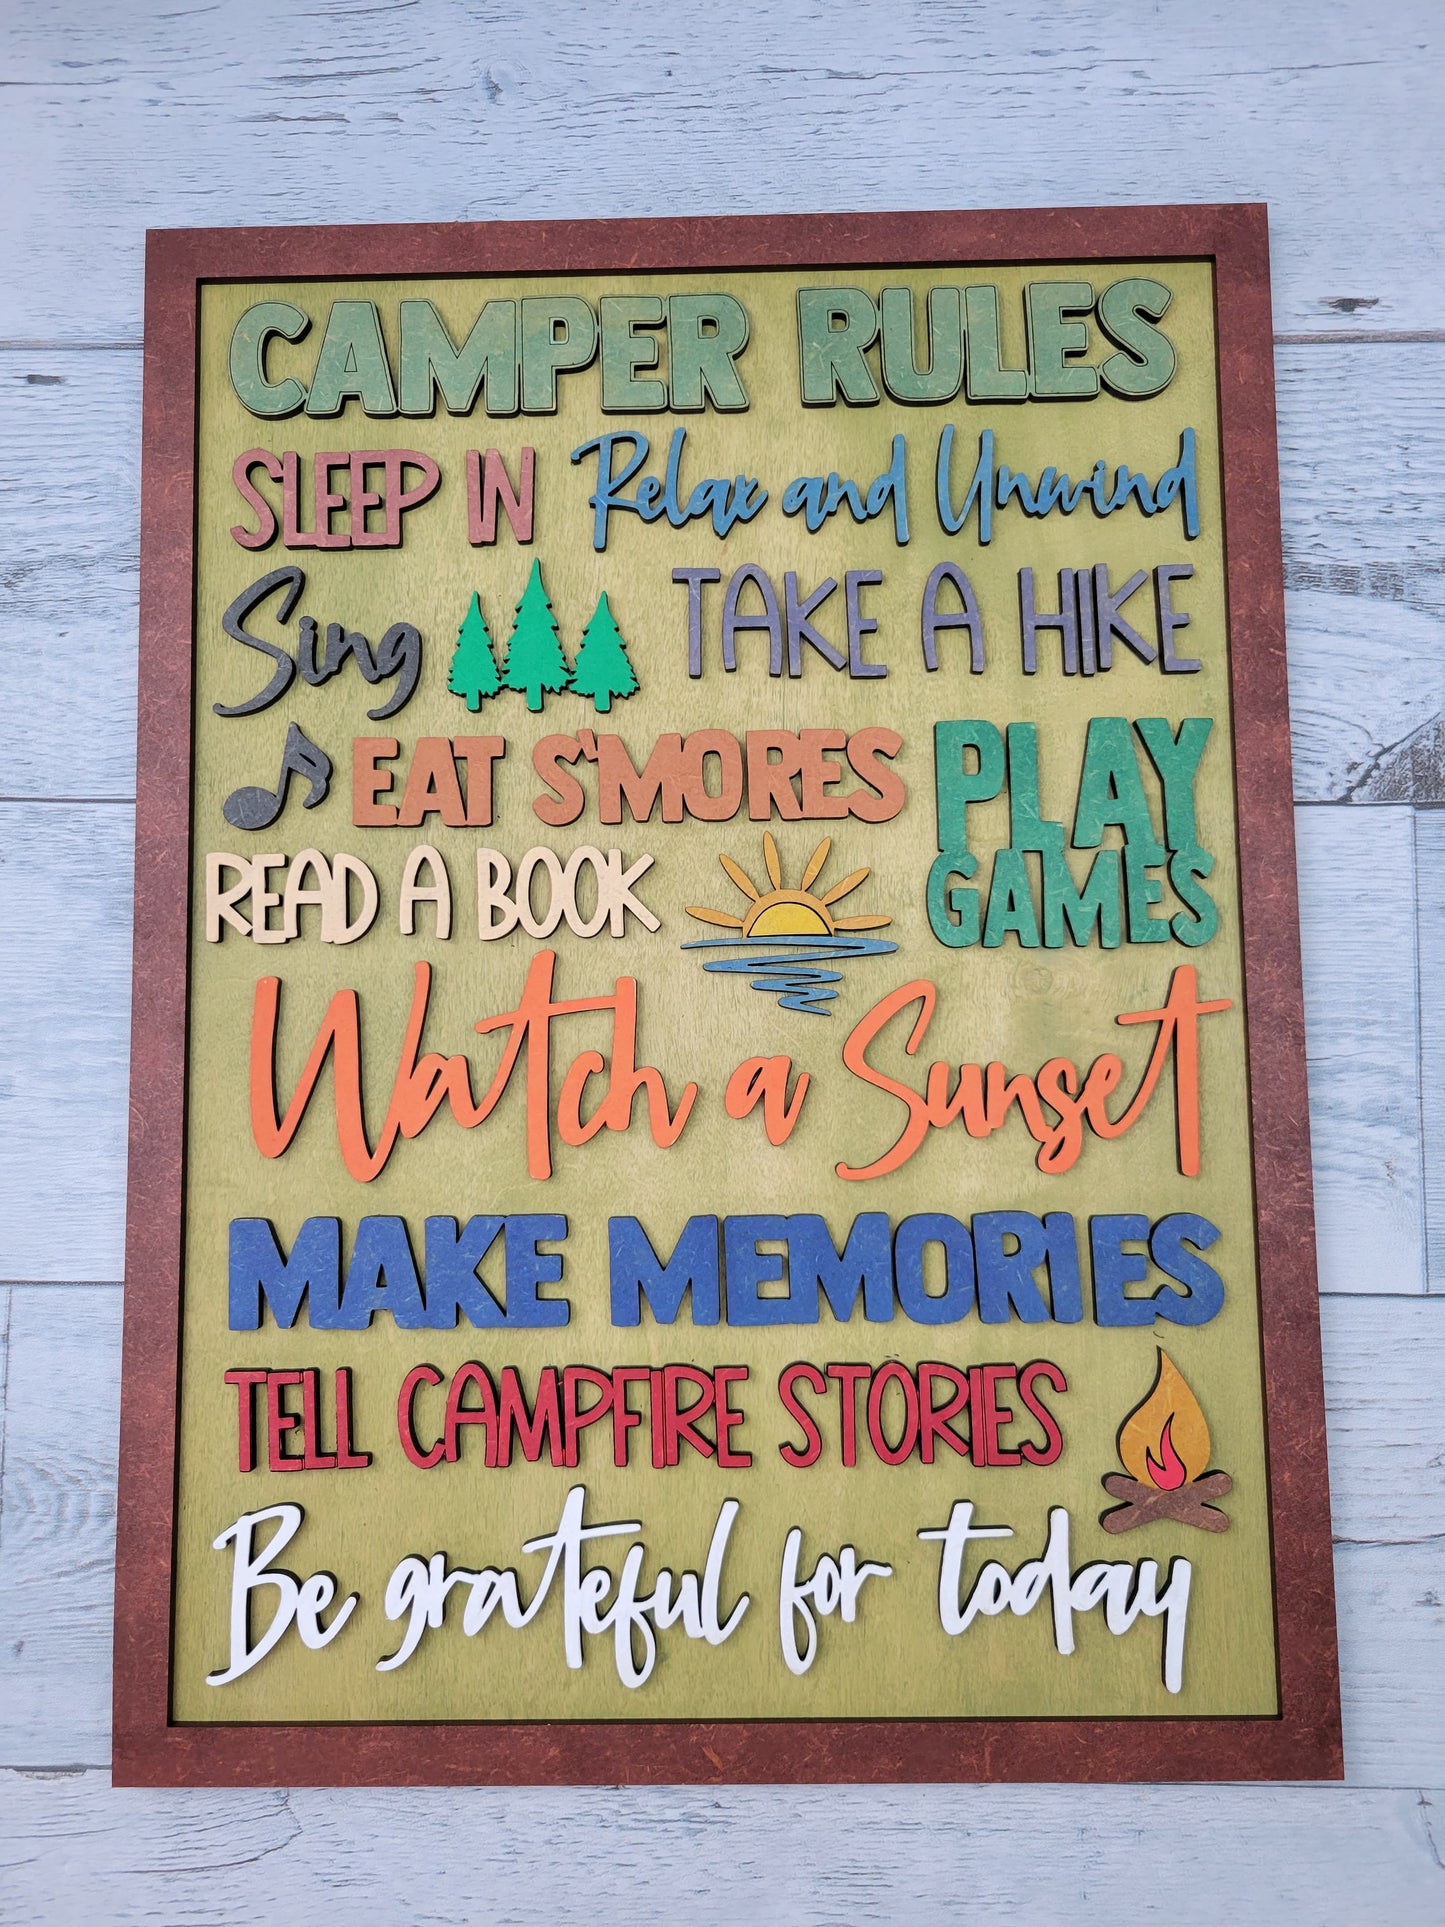 CAMPER RULES
SLEEP IN Relax and Unwind
Sing TAKE A HIKE
EAT S'MORES PLAY
READ A BOOK GAMES
Watch a Sunset
MAKE MEMORIES
TELL CAMPFIRE STORIES
Be grateful for today